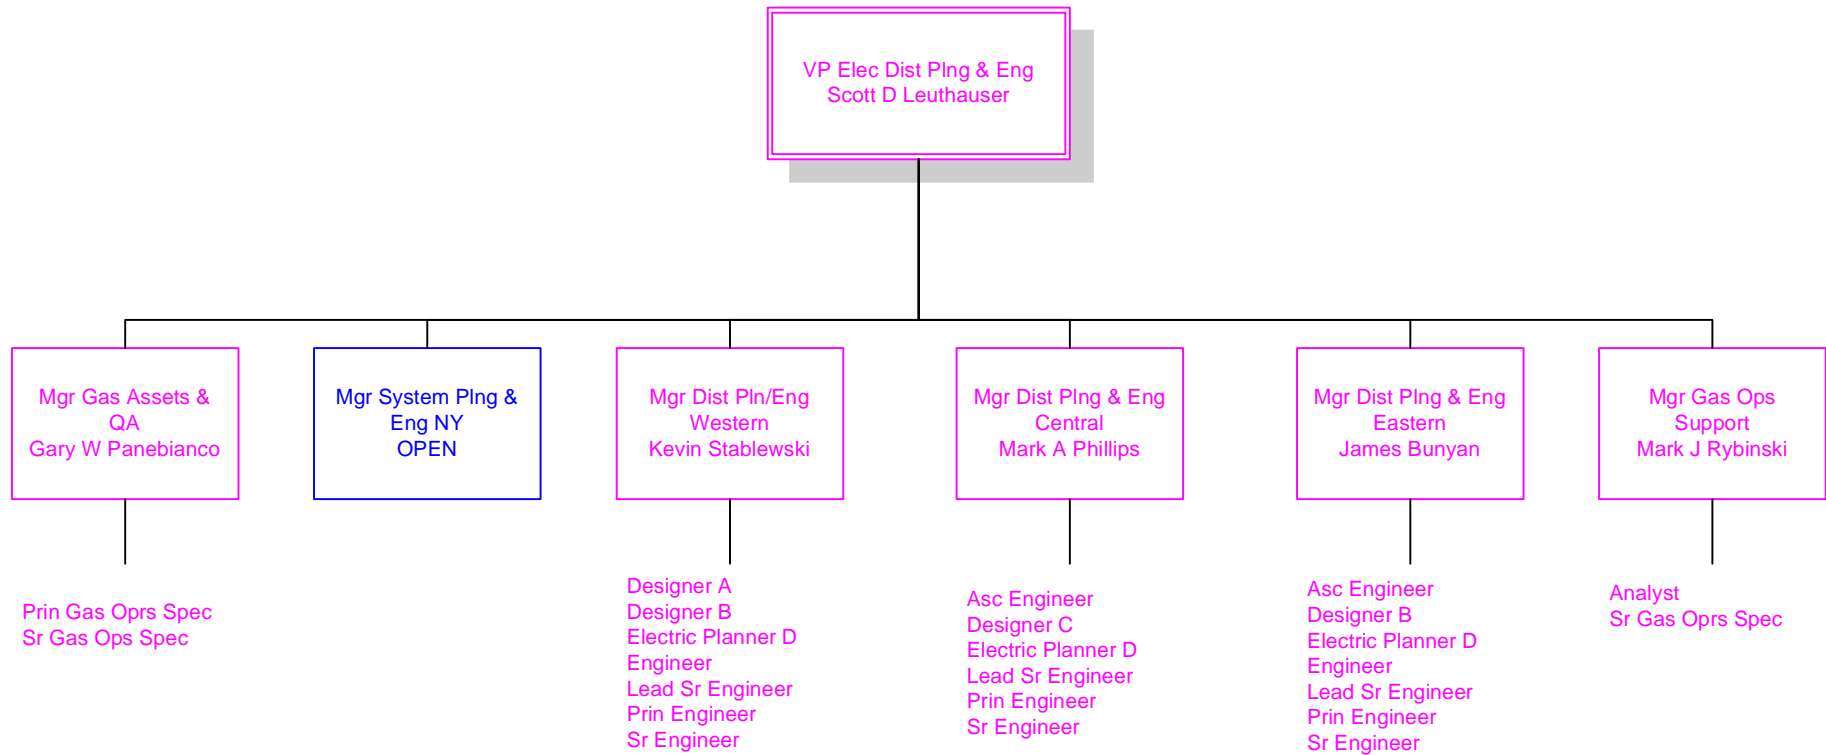 VP Elec Dist Plng & Eng
Scott D Leuthauser
Mgr Gas Assets &
QA
Gary W Panebianco
Mgr System Plng &
Eng NY
OPEN
Mgr Dist Pln/Eng
Western
Kevin Stablewski
Mgr Dist Plng & Eng
Central
Mark A Phillips
Mgr Dist Plng & Eng
Eastern
James Bunyan
Mgr Gas Ops
Support
Mark J Rybinski
Prin Gas Oprs Spec
Sr Gas Ops Spec
Designer A
Designer B
Electric Planner D
Engineer
Lead Sr Engineer
Prin Engineer
Sr Engineer
Asc Engineer
Designer C
Electric Planner D
Lead Sr Engineer
Prin Engineer
Sr Engineer
Asc Engineer
Designer B
Electric Planner D
Engineer
Lead Sr Engineer
Prin Engineer
Sr Engineer
Analyst
Sr Gas Oprs Spec